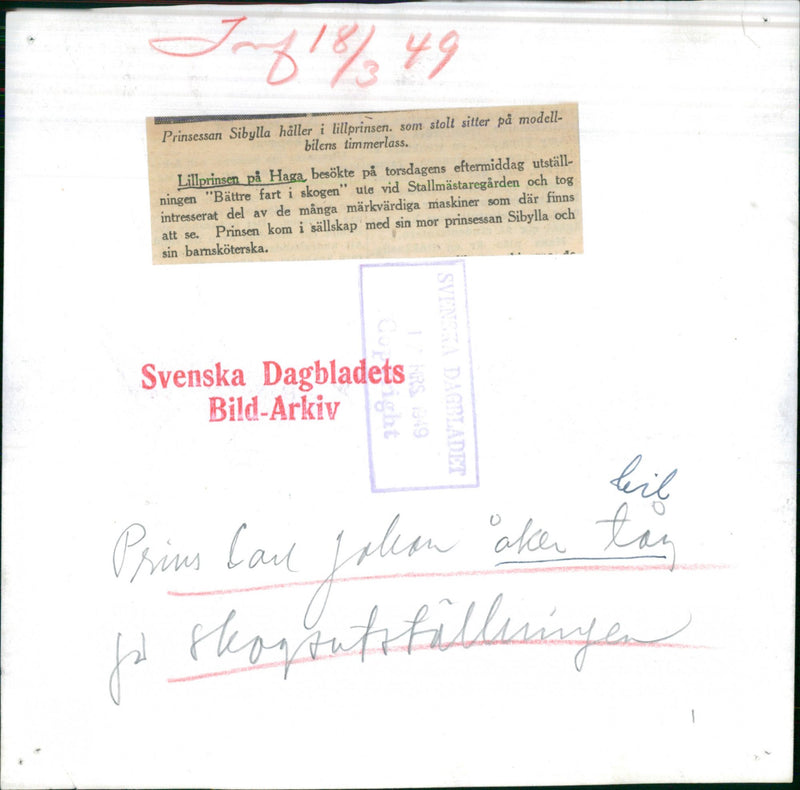 Inf 18/3 49
Prinsessan Sibylla håller i lillprinsen. som stolt sitter på modell-
bilens timmerlass.
Lillprinsen på Haga besökte på torsdagens eftermiddag utställ-
ningen "Bättre fart i skogen" ute vid Stallmästaregården och tog
intresserat del av de många märkvärdiga maskiner som där finns
att se. Prinsen kom i sällskap med sin mor prinsessan Sibylla och
sin barnsköterska.
SVENSKA DAGBLADET
MRS 1949
Copyright
Svenska Dagbladets
Bild-Arkiv
bil
Prins Carl Johan åker tåg
på skogsutställningen